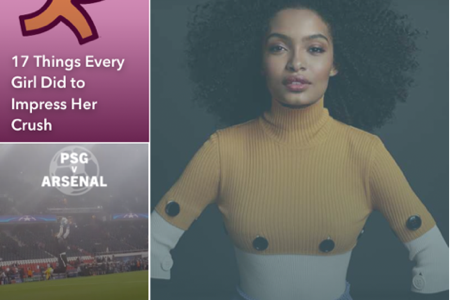 17 Things Every
Girl Did to
Impress Her
Crush
PSG
v
ARSENAL